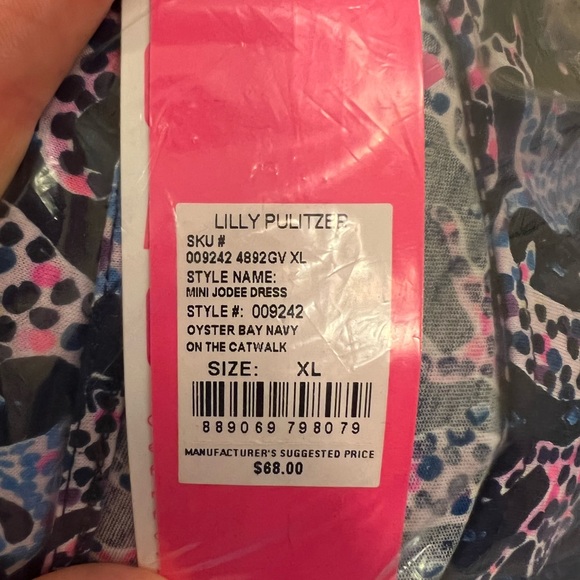 LILLY PULITZER
SKU #
009242 4892GV XL
STYLE NAME:
MINI JODEE DRESS
STYLE #: 009242
OYSTER BAY NAVY
ON THE CATWALK
SIZE: XL
889069 798079
MANUFACTURER'S SUGGESTED PRICE
$68.00